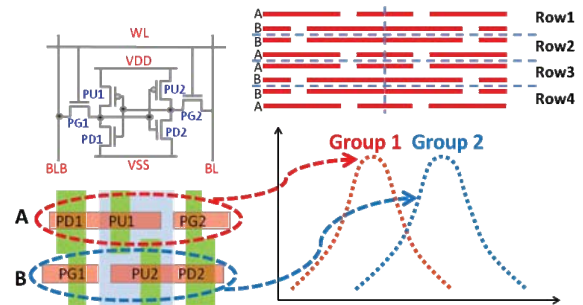 WL
VDD
PU1
PU2
PG1
PG2
PD1
PD2
VSS
BLB
BL
A
B
B
A
A
B
B
A
Row1
Row2
Row3
Row4
Group 1
Group 2
A
PD1
PU1
PG2
B
PG1
PU2
PD2